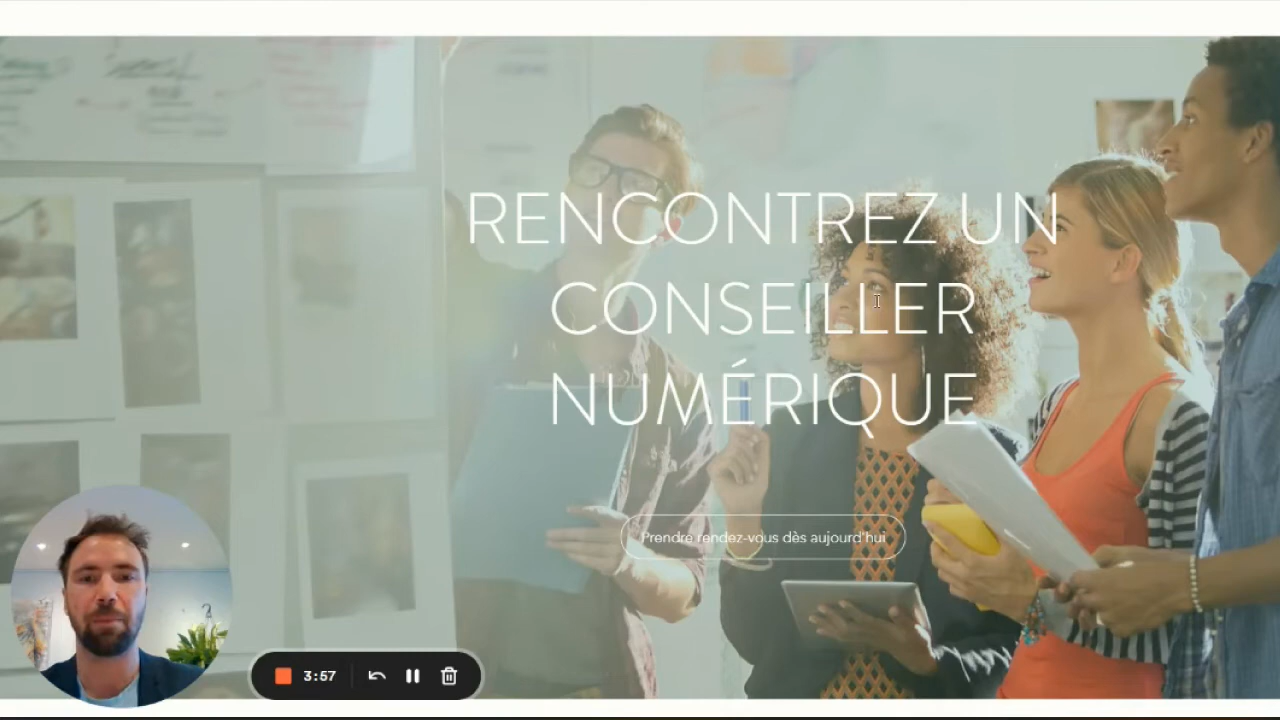 RENCONTREZ UN
CONSEILLER
NUMÉRIQUE
Prendre rendez-vous dès aujourd'hui
3:57